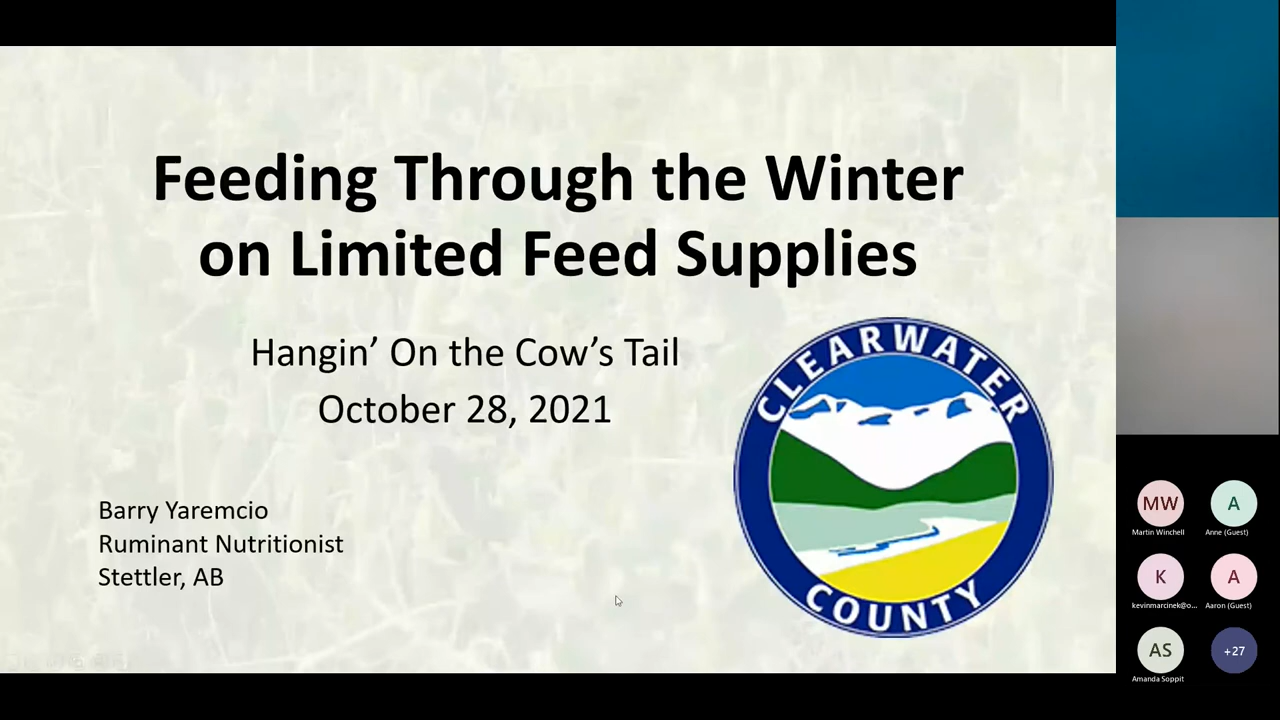 Feeding Through the Winter
on Limited Feed Supplies
Hangin' On the Cow's Tail
October 28, 2021
CLEARWATER
COUNTY
Barry Yaremcio
Ruminant Nutritionist
Stettler, AB
MW
A
Martin Winchell
Anne (Guest)
K
A
kevinmarcinek@o...
Aaron (Guest)
AS
+27
Amanda Soppit